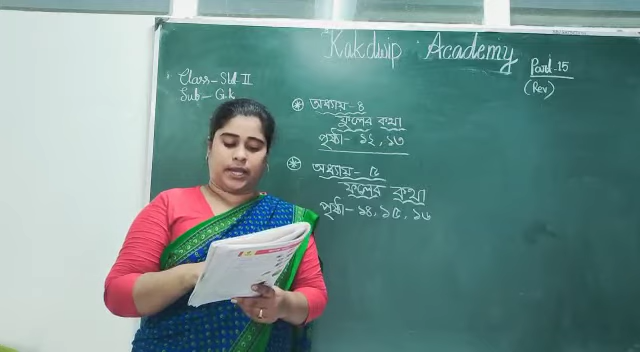 Kakdwip Academy
Part-15
(Rev)
Class - Std II
Sub - G.K
অধ্যায় - ৪
ফুলের কথা
পৃষ্ঠা - ১২, ১৩
অধ্যায় - ৫
ফলের কথা
পৃষ্ঠা - ১৪, ১৫, ১৬